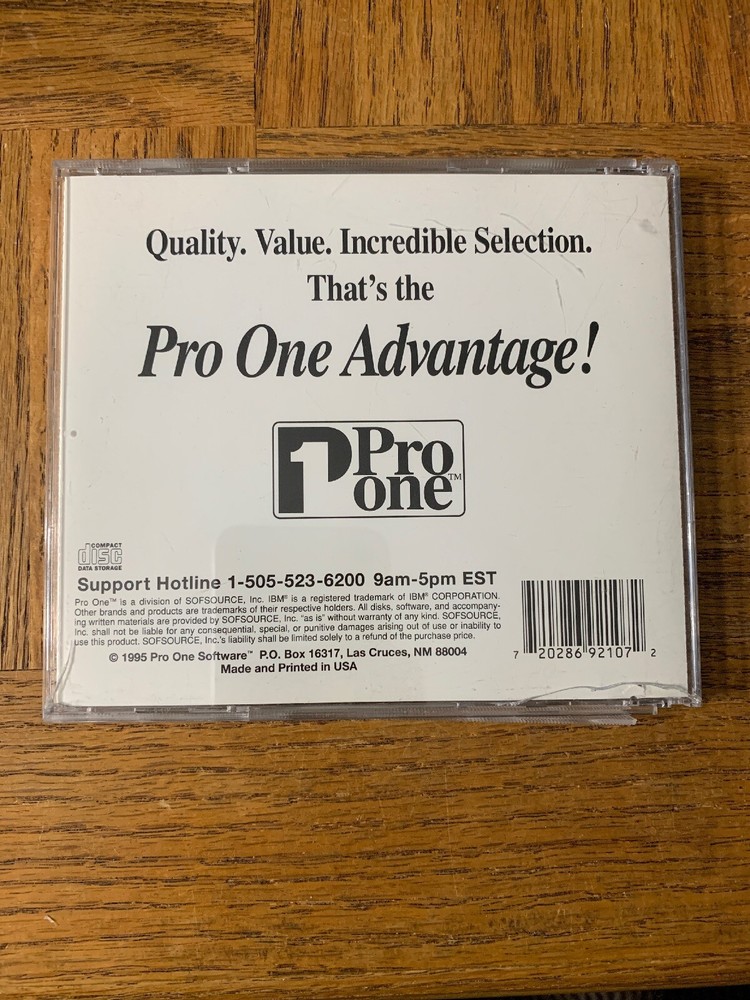 Quality. Value. Incredible Selection.
That's the
Pro One Advantage!
1 Pro
one™
COMPACT
disc
DATA STORAGE
Support Hotline 1-505-523-6200 9am-5pm EST
Pro One™ is a division of SOFSOURCE, Inc. IBM® is a registered trademark of IBM® CORPORATION.
Other brands and products are trademarks of their respective holders. All disks, software, and accompany-
ing written materials are provided by SOFSOURCE, Inc. "as is" without warranty of any kind. SOFSOURCE,
Inc. shall not be liable for any consequential, special, or punitive damages arising out of use or inability to
use this product. SOFSOURCE, Inc.'s liability shall be limited solely to a refund of the purchase price.
© 1995 Pro One Software™ P.O. Box 16317, Las Cruces, NM 88004
Made and Printed in USA
7 20286 92107 2